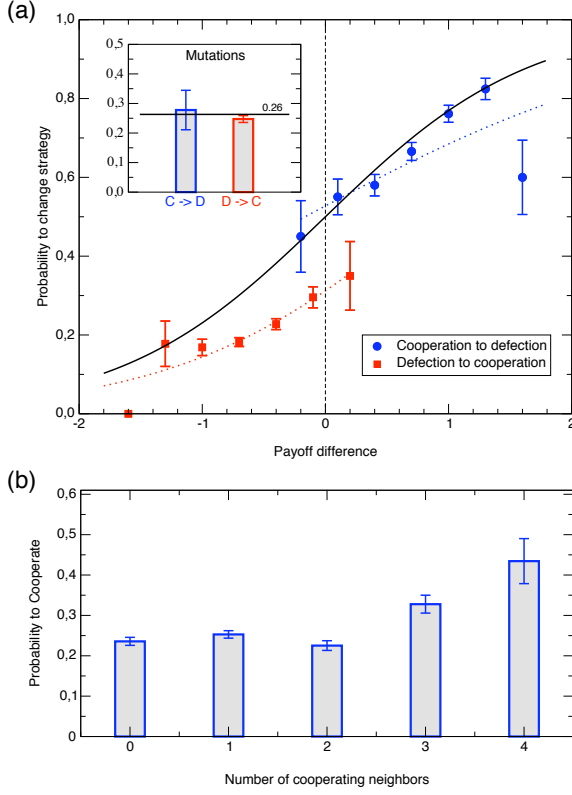 (a)
1,0
0,8
0,6
0,4
0,2
0,0
Probability to change strategy
Mutations
0,5
0,4
0,3
0,2
0,1
0,0
0.26
C -> D
D -> C
Cooperation to defection
Defection to cooperation
-2
-1
0
1
2
Payoff difference
(b)
0,6
0,5
0,4
0,3
0,2
0,1
0
Probability to Cooperate
0
1
2
3
4
Number of cooperating neighbors